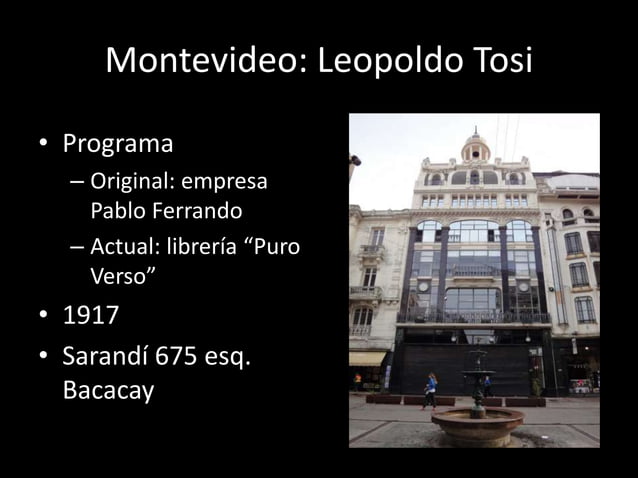 Montevideo: Leopoldo Tosi
• Programa
– Original: empresa
Pablo Ferrando
– Actual: librería “Puro
Verso”
• 1917
• Sarandí 675 esq.
Bacacay